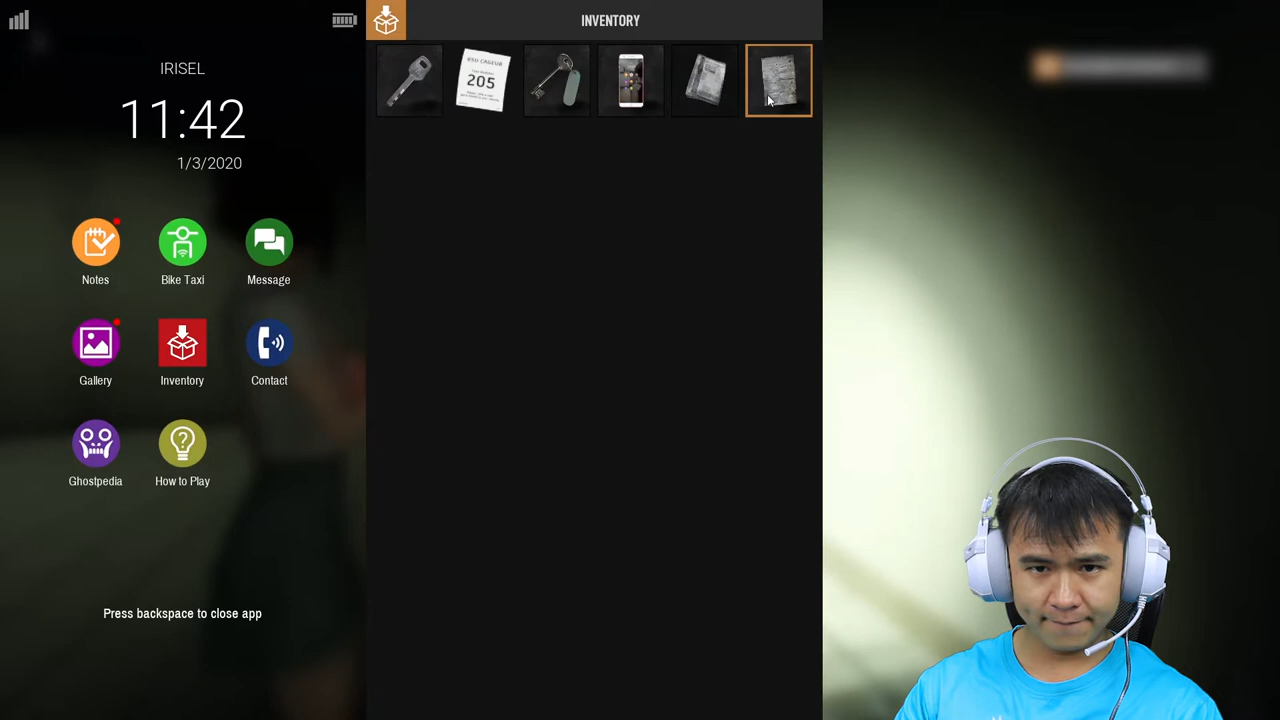 IRISEL
11:42
1/3/2020
Notes
Bike Taxi
Message
Gallery
Inventory
Contact
Ghostpedia
How to Play
Press backspace to close app
INVENTORY
205